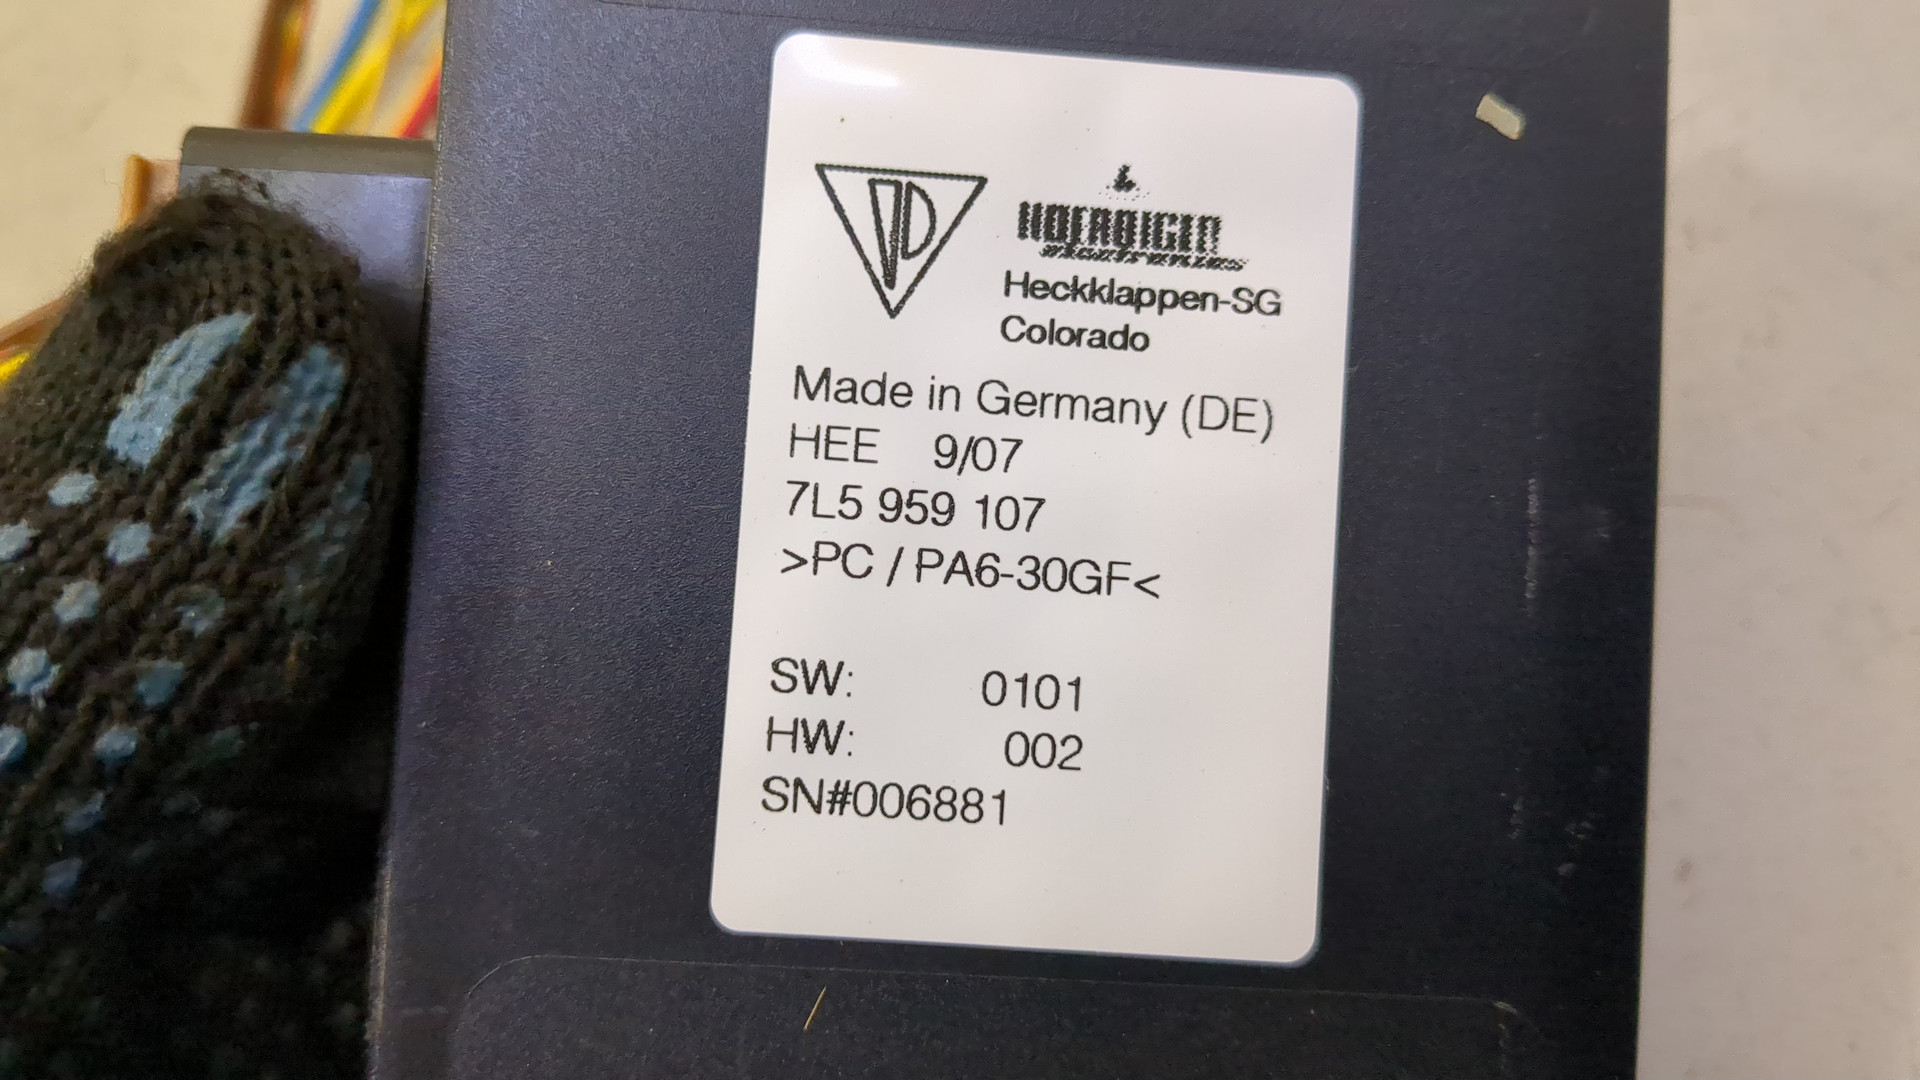 Heckklappen-SG
Colorado
Made in Germany (DE)
HEE 9/07
7L5 959 107
>PC / PA6-30GF<
SW: 0101
HW: 002
SN#006881